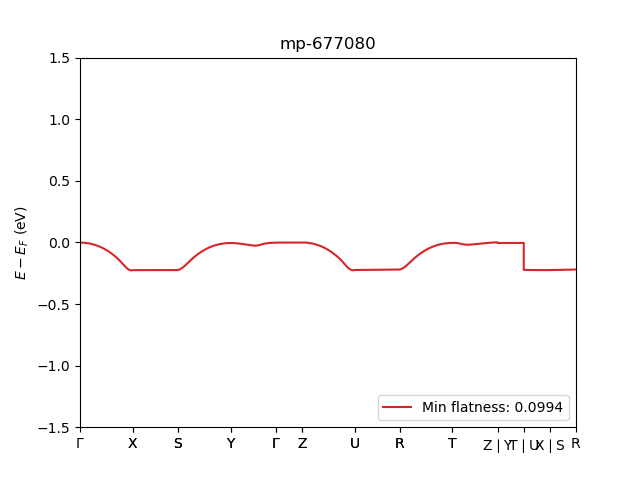 mp-677080
E − E_F (eV)
1.5
1.0
0.5
0.0
−0.5
−1.0
−1.5
Min flatness: 0.0994
Γ X S Y Γ Z U R T Z | Y T | U X | S R